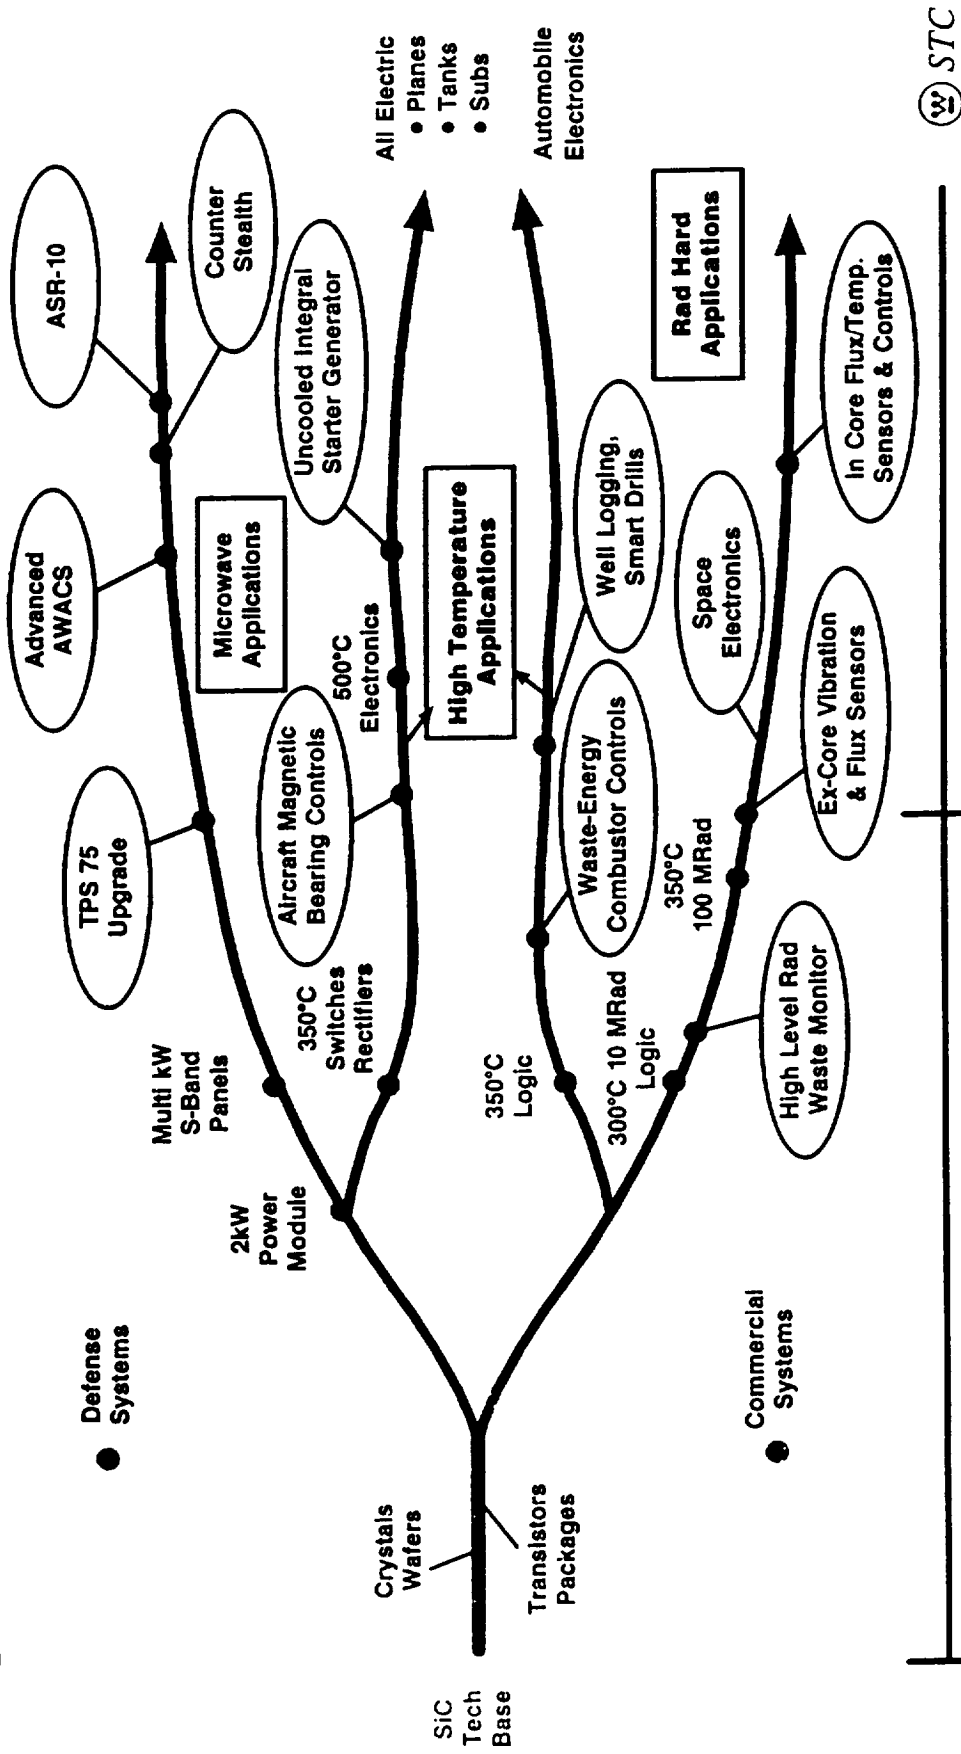 SiC
Tech
Base
Crystals
Wafers
Transistors
Packages
Defense
Systems
Commercial
Systems
2kW
Power
Module
Multi kW
S-Band
Panels
TPS 75
Upgrade
Advanced
AWACS
ASR-10
Counter
Stealth
Microwave
Applications
350°C
Switches
Rectifiers
Aircraft Magnetic
Bearing Controls
500°C
Electronics
Uncooled Integral
Starter Generator
All Electric
• Planes
• Tanks
• Subs
High Temperature
Applications
350°C
Logic
Waste-Energy
Combustor Controls
Well Logging,
Smart Drills
Automobile
Electronics
300°C 10 MRad
Logic
High Level Rad
Waste Monitor
350°C
100 MRad
Ex-Core Vibration
& Flux Sensors
Space
Electronics
In Core Flux/Temp.
Sensors & Controls
Rad Hard
Applications
W STC